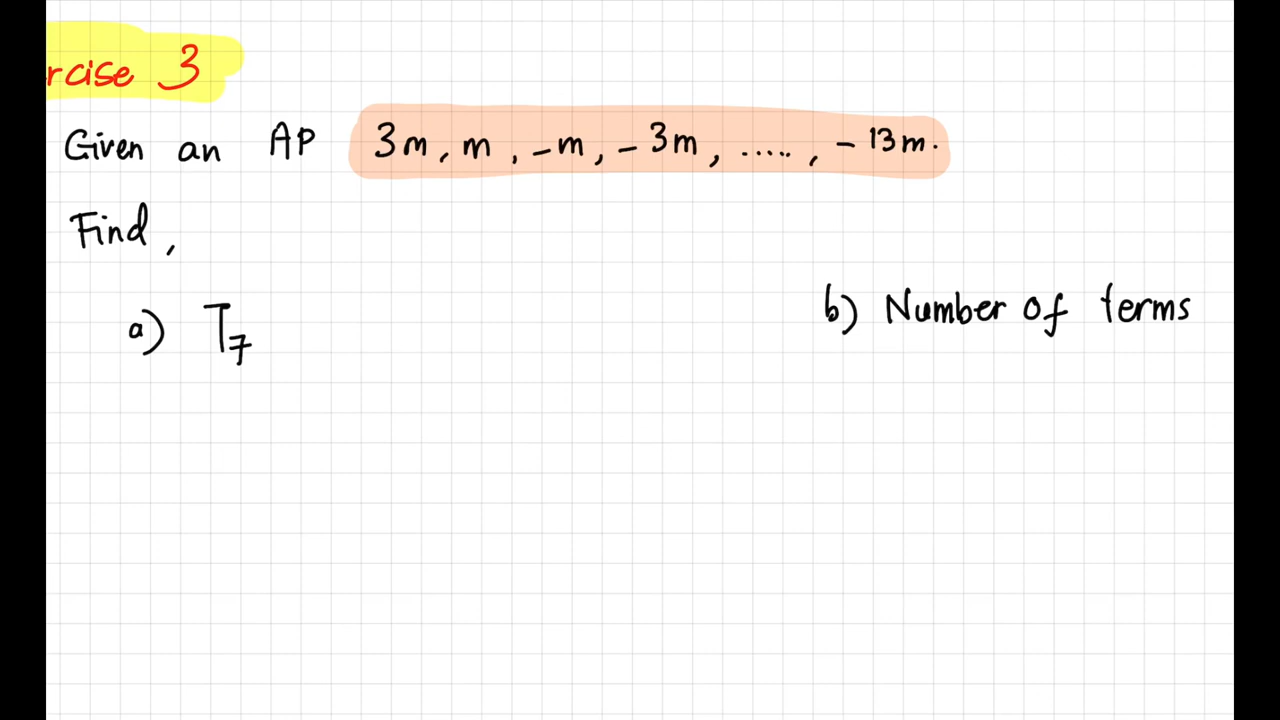 rcise 3
Given an AP 3m, m, -m, -3m, ....., -13m.
Find,
a) T₇
b) Number of terms